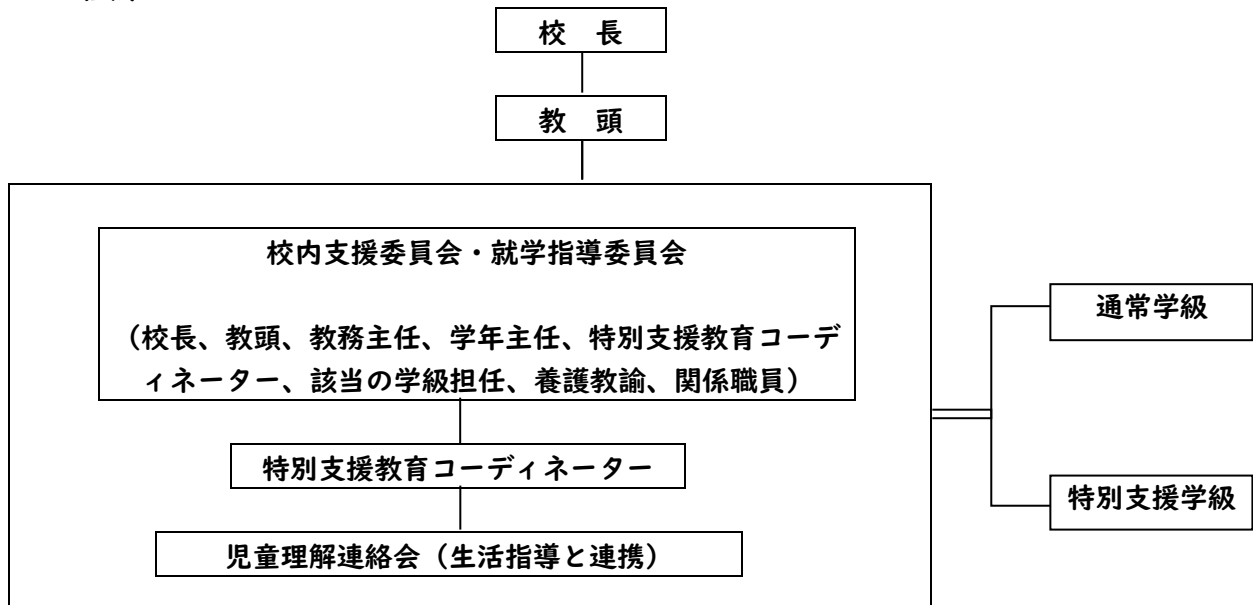 校　長
教　頭
校内支援委員会・就学指導委員会
（校長、教頭、教務主任、学年主任、特別支援教育コーデ
ィネーター、該当の学級担任、養護教諭、関係職員）
特別支援教育コーディネーター
児童理解連絡会（生活指導と連携）
通常学級
特別支援学級